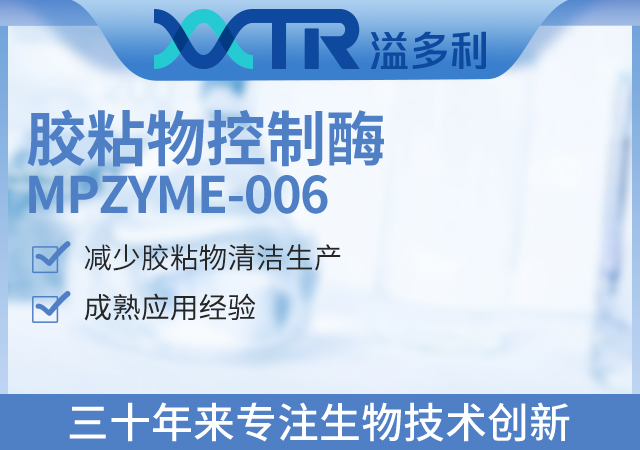 VTR 溢多利
胶粘物控制酶
MPZYME-006
减少胶粘物清洁生产
成熟应用经验
三十年来专注生物技术创新